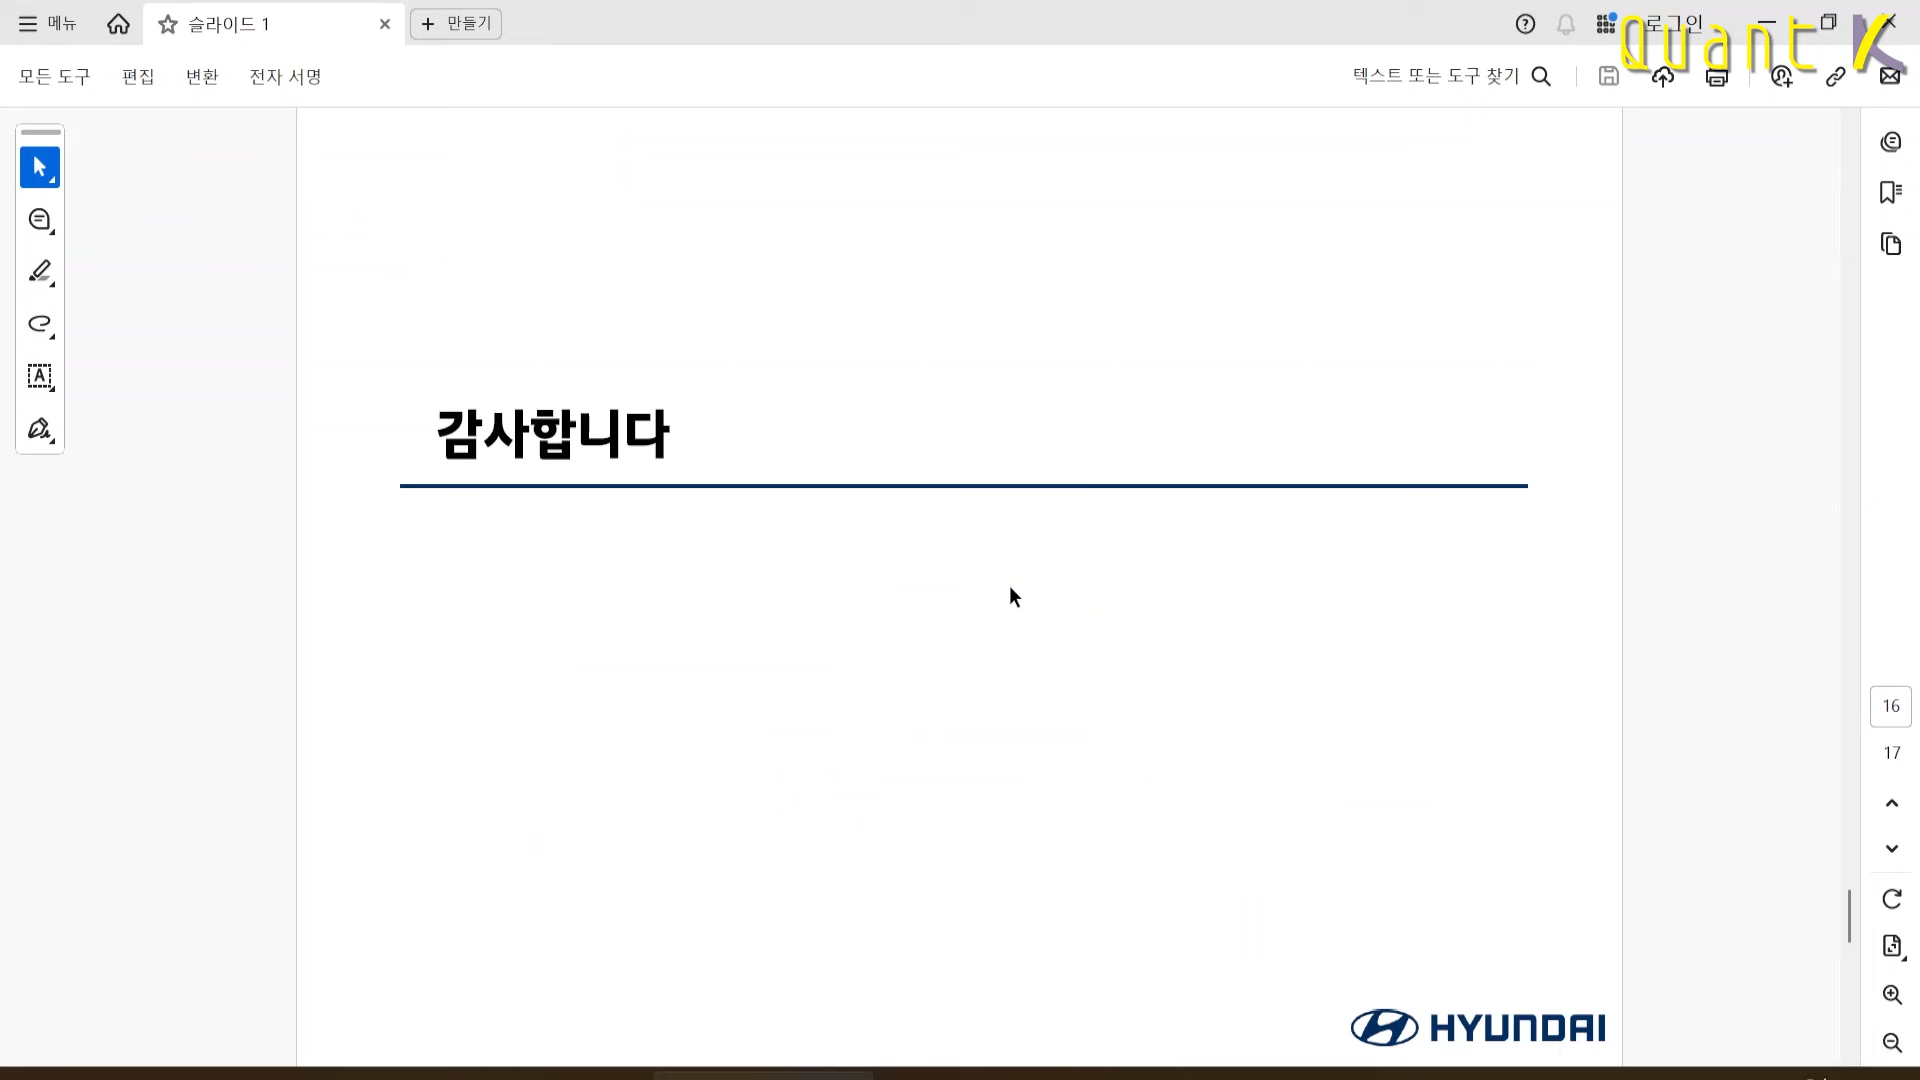 메뉴
슬라이드 1
만들기
로그인
Quant K
모든 도구
편집
변환
전자 서명
텍스트 또는 도구 찾기
감사합니다
16
17
HYUNDAI